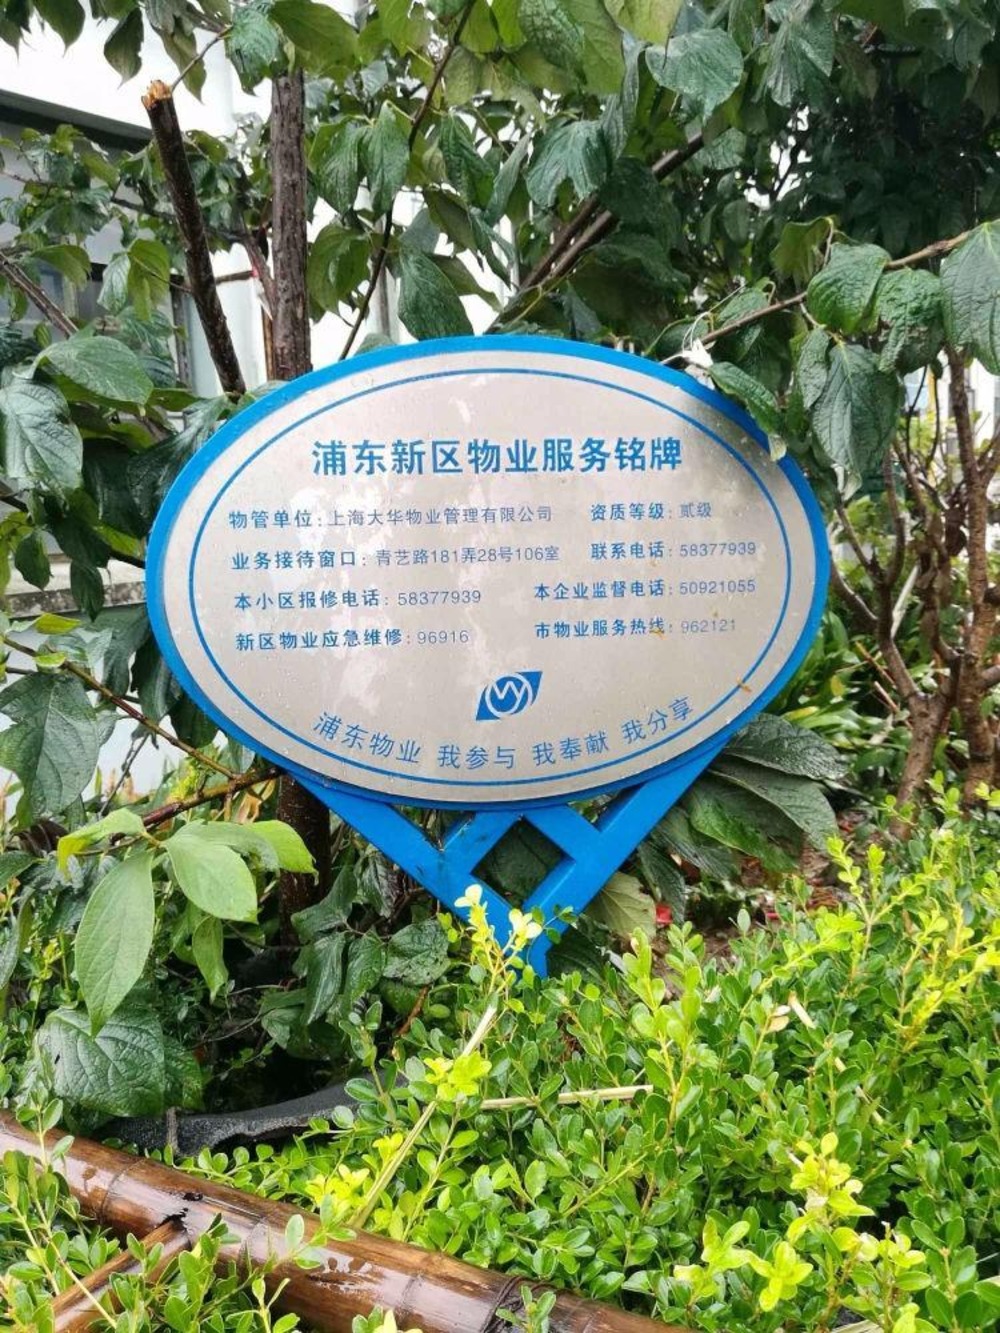 浦东新区物业服务铭牌
物管单位：上海大华物业管理有限公司 资质等级：贰级
业务接待窗口：青艺路181弄28号106室 联系电话：58377939
本小区报修电话：58377939 本企业监督电话：50921055
新区物业应急维修：96916 市物业服务热线：962121
浦东物业 我参与 我奉献 我分享